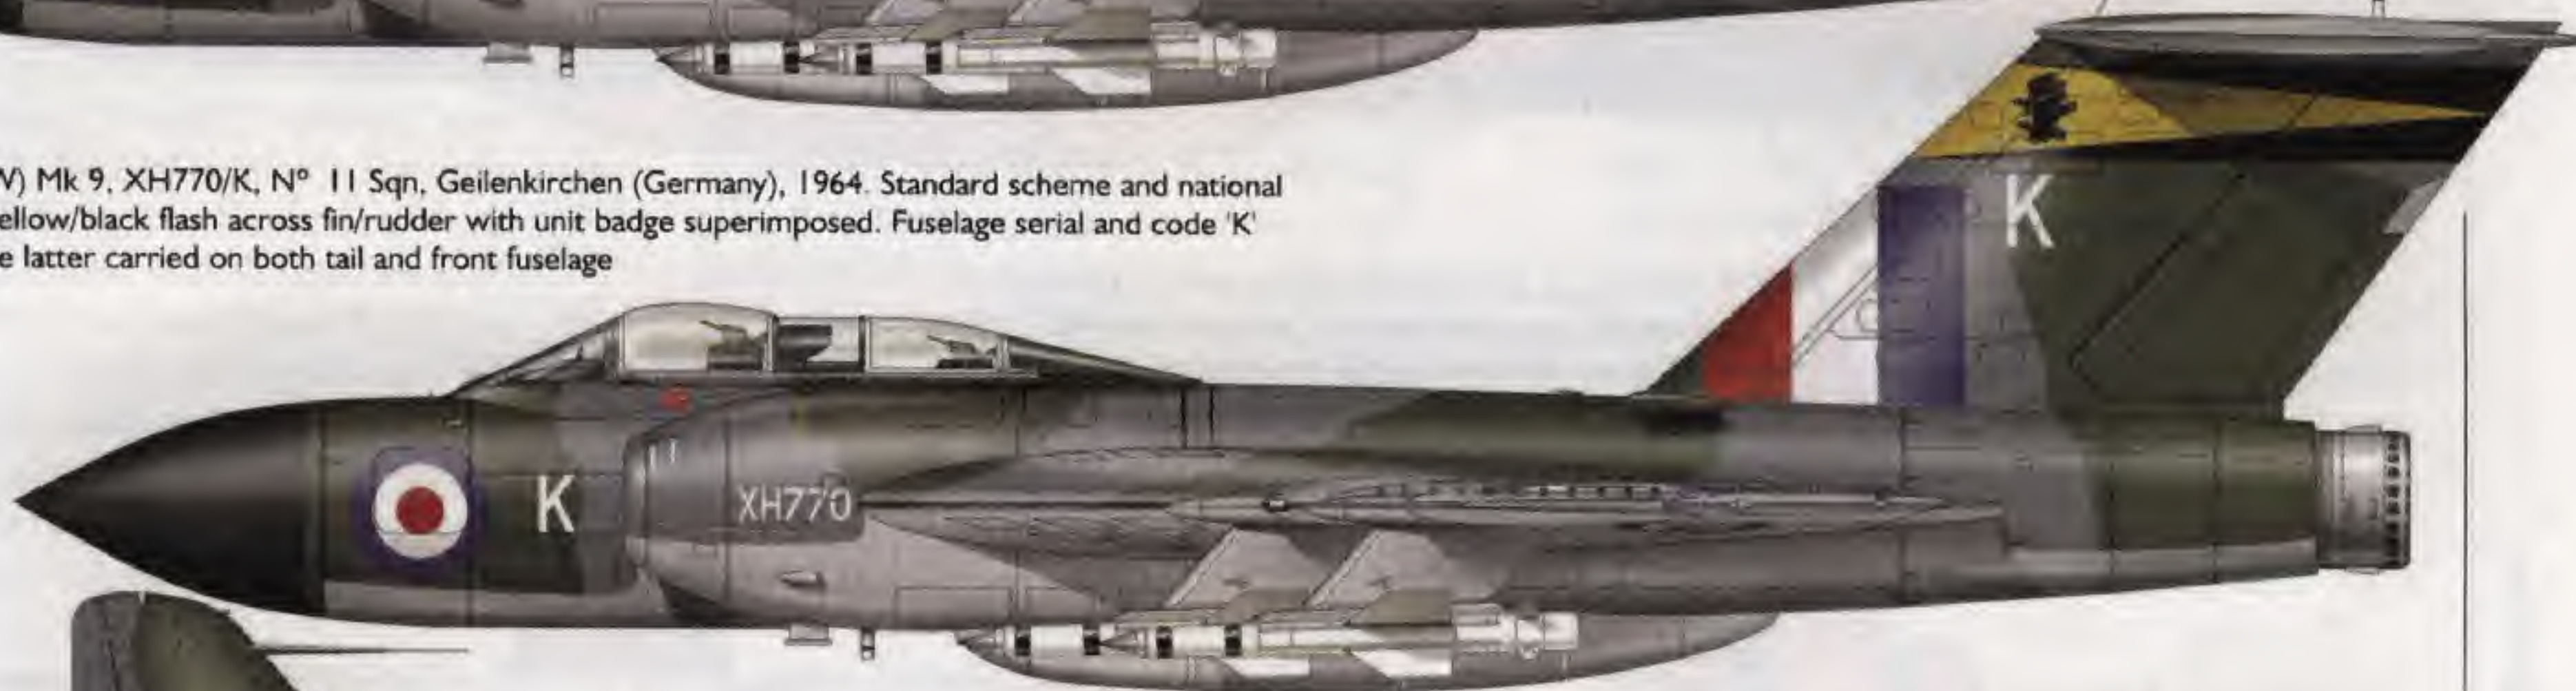 V) Mk 9, XH770/K, Nº 11 Sqn, Geilenkirchen (Germany), 1964. Standard scheme and national
ellow/black flash across fin/rudder with unit badge superimposed. Fuselage serial and code 'K'
e latter carried on both tail and front fuselage
K
K
XH770